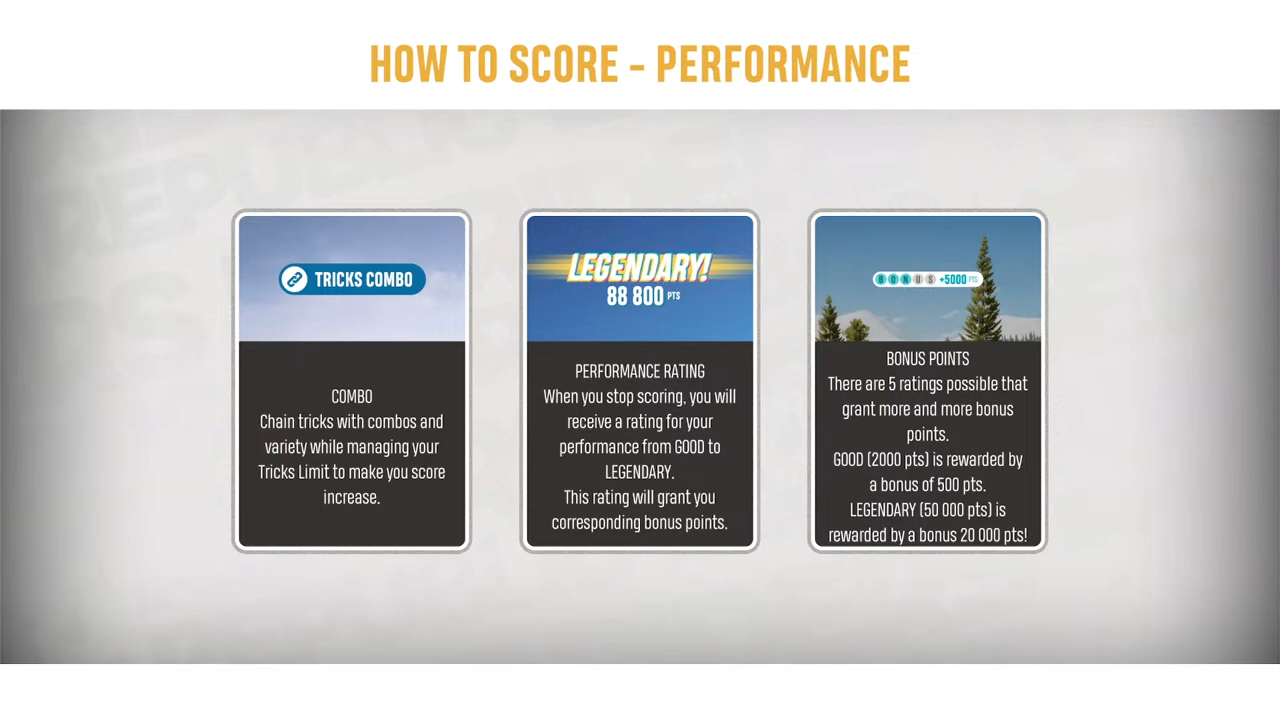 HOW TO SCORE - PERFORMANCE
TRICKS COMBO
COMBO
Chain tricks with combos and
variety while managing your
Tricks Limit to make you score
increase.
LEGENDARY!
88 800 PTS
PERFORMANCE RATING
When you stop scoring, you will
receive a rating for your
performance from GOOD to
LEGENDARY.
This rating will grant you
corresponding bonus points.
BONUS +5000 PTS
BONUS POINTS
There are 5 ratings possible that
grant more and more bonus
points.
GOOD (2000 pts) is rewarded by
a bonus of 500 pts.
LEGENDARY (50 000 pts) is
rewarded by a bonus 20 000 pts!